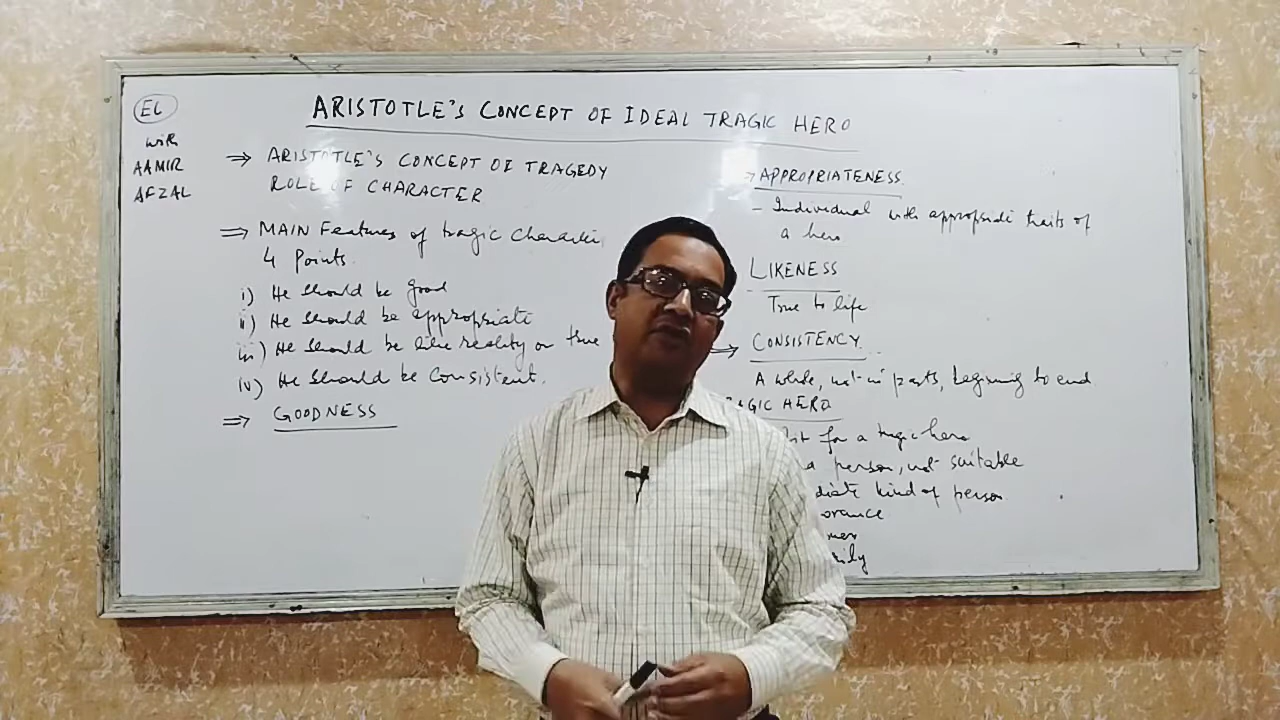 EL
with
AAMIR
AFZAL
ARISTOTLE'S CONCEPT OF IDEAL TRAGIC HERO
⇒ ARISTOTLE'S CONCEPT OF TRAGEDY
ROLE OF CHARACTER
⇒ MAIN Features of tragic Character
4 Points.
i) He should be good
ii) He should be appropriate
iii) He should be like reality or true
iv) He should be consistent.
⇒ GOODNESS
APPROPRIATENESS
- Individual with appropriate traits of
a hero
LIKENESS
True to life
⇒ CONSISTENCY
A whole, not in parts, beginning to end
HERO
for a tragic hero
a person, not suitable
kind of person